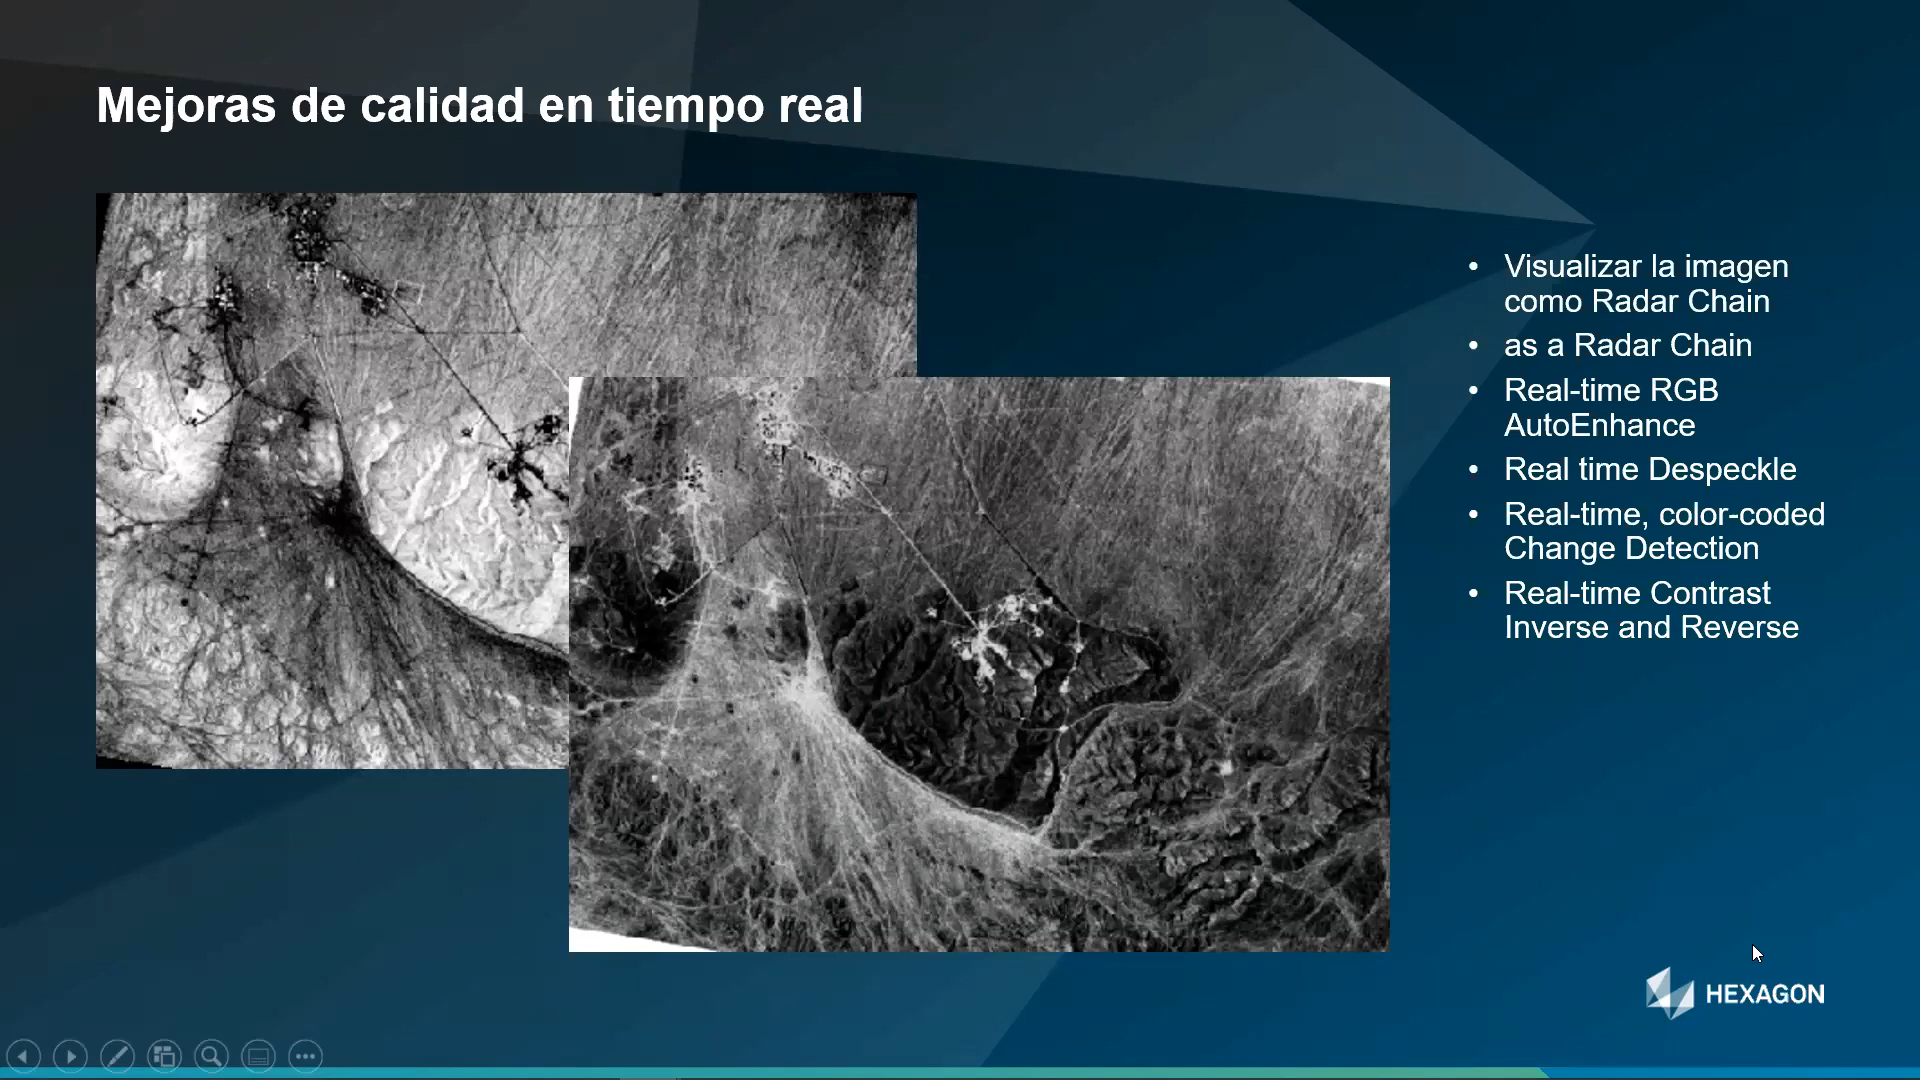 Mejoras de calidad en tiempo real
• Visualizar la imagen
como Radar Chain
• as a Radar Chain
• Real-time RGB
AutoEnhance
• Real time Despeckle
• Real-time, color-coded
Change Detection
• Real-time Contrast
Inverse and Reverse
HEXAGON